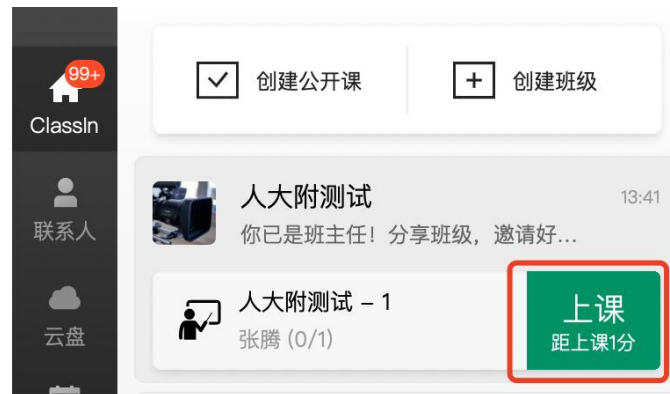 99+
ClassIn
联系人
云盘
创建公开课
创建班级
人大附测试
13:41
你已是班主任！分享班级，邀请好...
人大附测试 – 1
张腾 (0/1)
上课
距上课1分